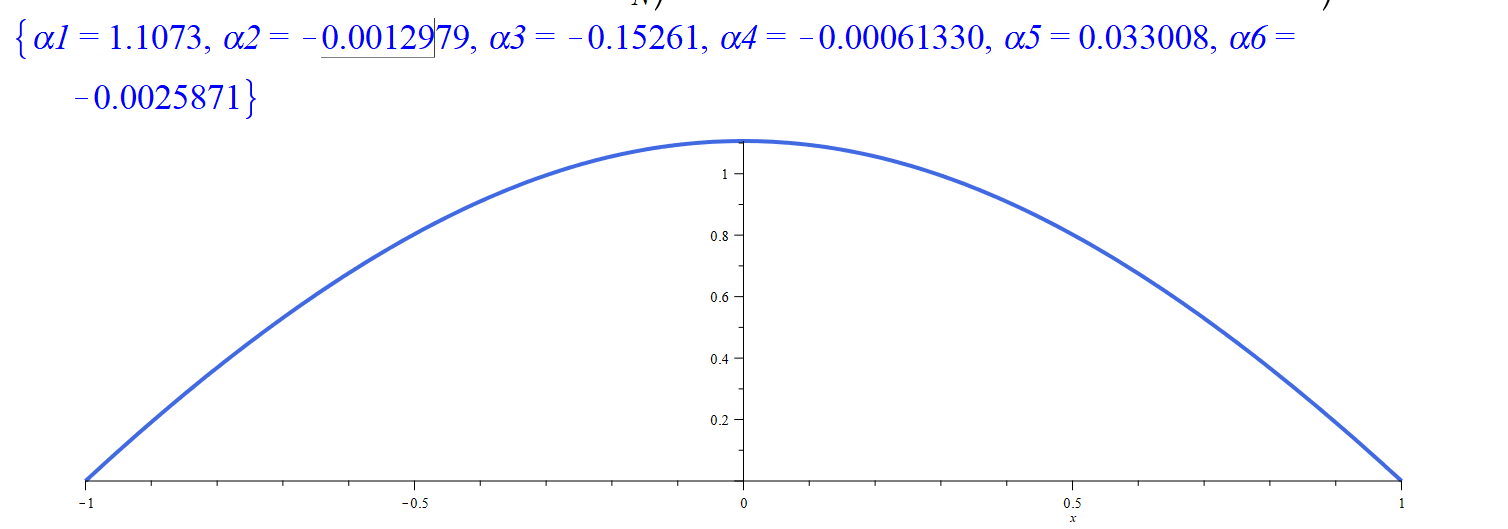 {α1 = 1.1073, α2 = −0.0012979, α3 = −0.15261, α4 = −0.00061330, α5 = 0.033008, α6 =
−0.0025871}
1
0.8
0.6
0.4
0.2
−1 −0.5 0 0.5 1
x